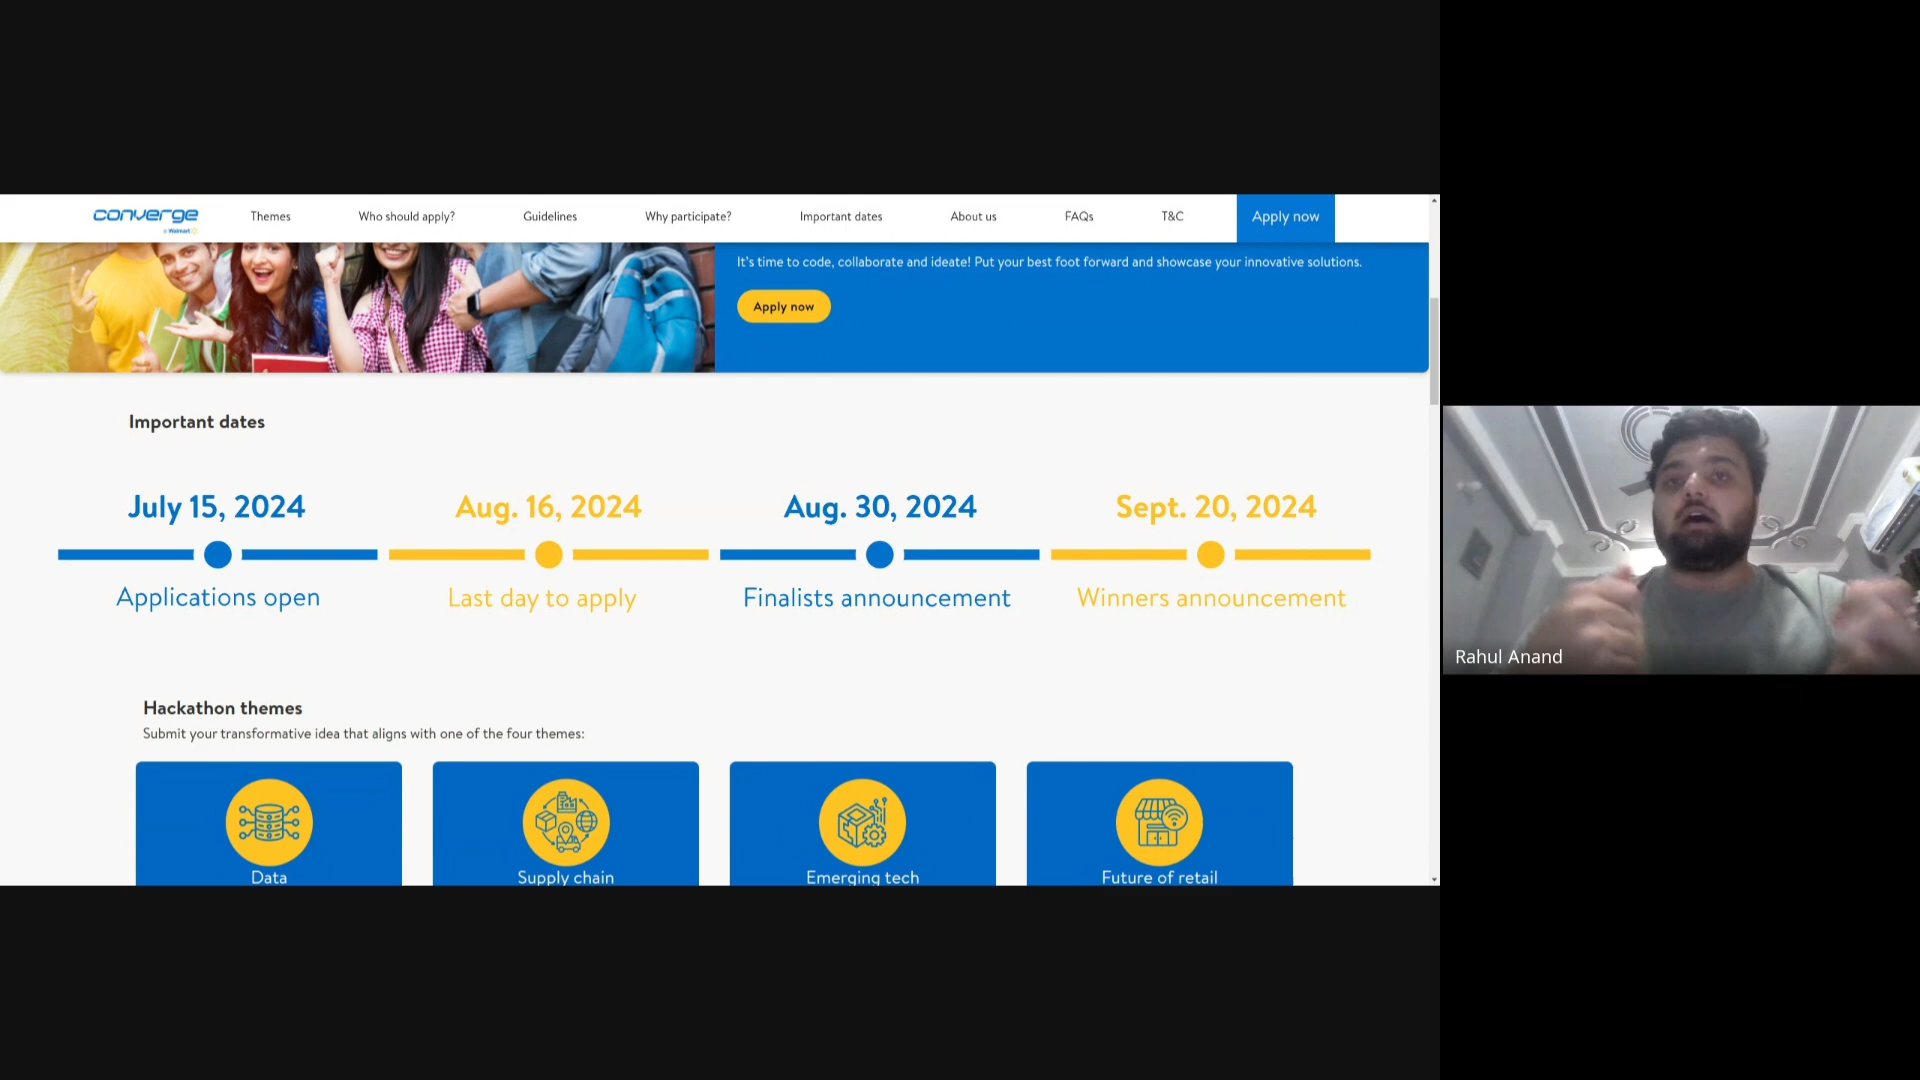 converge
Walmart
Themes
Who should apply?
Guidelines
Why participate?
Important dates
About us
FAQs
T&C
Apply now
It's time to code, collaborate and ideate! Put your best foot forward and showcase your innovative solutions.
Apply now
Important dates
July 15, 2024
Aug. 16, 2024
Aug. 30, 2024
Sept. 20, 2024
Applications open
Last day to apply
Finalists announcement
Winners announcement
Hackathon themes
Submit your transformative idea that aligns with one of the four themes:
Data
Supply chain
Emerging tech
Future of retail
Rahul Anand